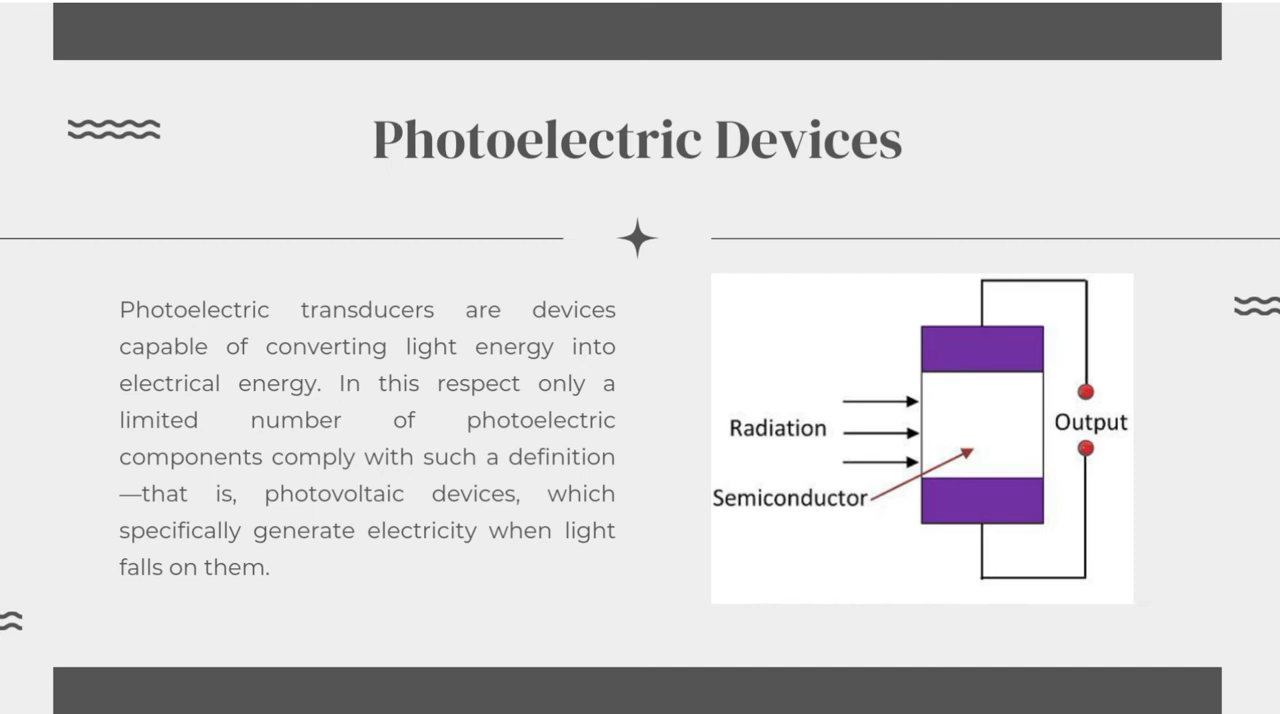 Photoelectric Devices
Photoelectric transducers are devices
capable of converting light energy into
electrical energy. In this respect only a
limited number of photoelectric
components comply with such a definition
—that is, photovoltaic devices, which
specifically generate electricity when light
falls on them.
Radiation
Output
Semiconductor